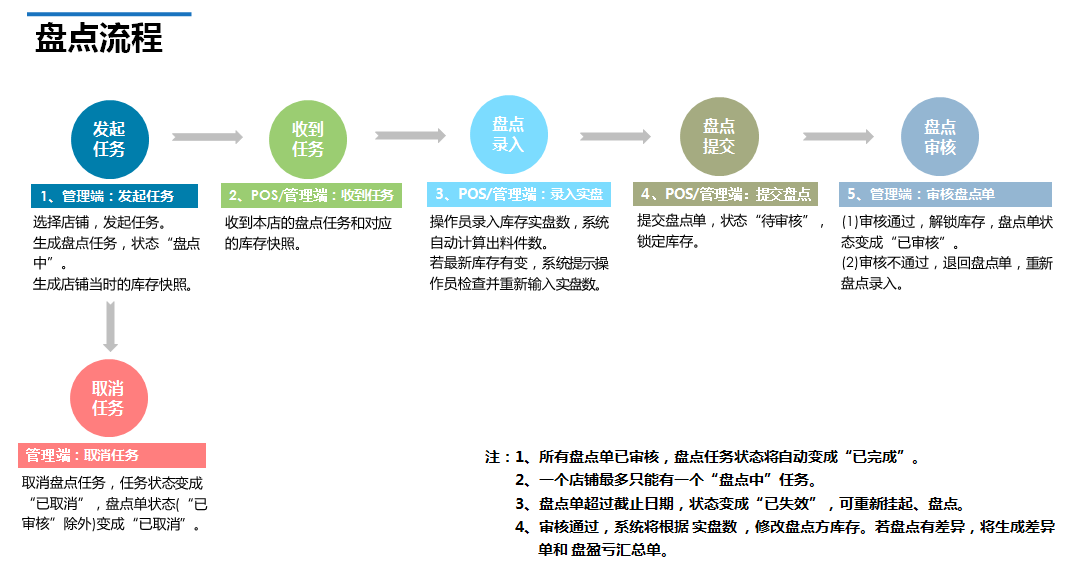 盘点流程
发起
任务
收到
任务
盘点
录入
盘点
提交
盘点
审核
1、管理端：发起任务
选择店铺，发起任务。
生成盘点任务，状态“盘点
中”。
生成店铺当时的库存快照。
2、POS/管理端：收到任务
收到本店的盘点任务和对应
的库存快照。
3、POS/管理端：录入实盘
操作员录入库存实盘数，系统
自动计算出料件数。
若最新库存有变，系统提示操
作员检查并重新输入实盘数。
4、POS/管理端：提交盘点
提交盘点单，状态“待审核”，
锁定库存。
5、管理端：审核盘点单
(1)审核通过，解锁库存，盘点单状
态变成“已审核”。
(2)审核不通过，退回盘点单，重新
盘点录入。
取消
任务
管理端：取消任务
取消盘点任务，任务状态变成
“已取消”，盘点单状态(“已
审核”除外)变成“已取消”。
注：1、所有盘点单已审核，盘点任务状态将自动变成“已完成”。
2、一个店铺最多只能有一个“盘点中”任务。
3、盘点单超过截止日期，状态变成“已失效”，可重新挂起、盘点。
4、审核通过，系统将根据 实盘数，修改盘点方库存。若盘点有差异，将生成差异
单和 盘盈亏汇总单。